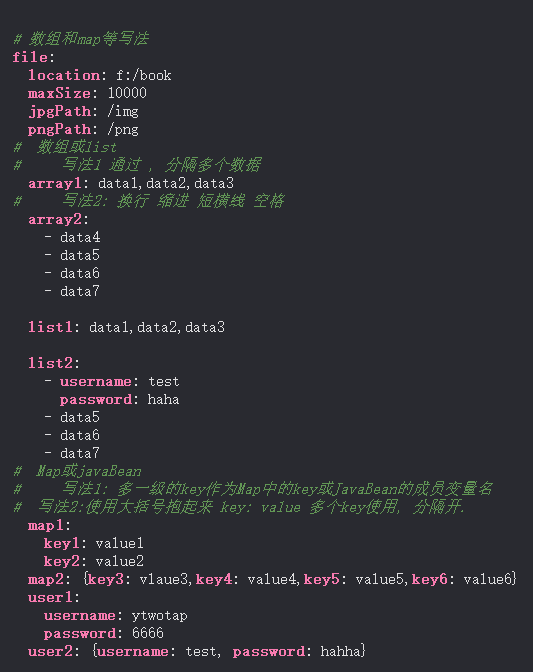 # 数组和map等写法
file:
  location: f:/book
  maxSize: 10000
  jpgPath: /img
  pngPath: /png
#  数组或list
#     写法1 通过 , 分隔多个数据
  array1: data1,data2,data3
#     写法2: 换行 缩进 短横线 空格
  array2:
    - data4
    - data5
    - data6
    - data7
  list1: data1,data2,data3
  list2:
    - username: test
      password: haha
    - data5
    - data6
    - data7
#  Map或javaBean
#     写法1: 多一级的key作为Map中的key或JavaBean的成员变量名
#  写法2:使用大括号抱起来 key: value 多个key使用, 分隔开.
  map1:
    key1: value1
    key2: value2
  map2: {key3: vlaue3,key4: value4,key5: value5,key6: value6}
  user1:
    username: ytwotap
    password: 6666
  user2: {username: test, password: hahha}